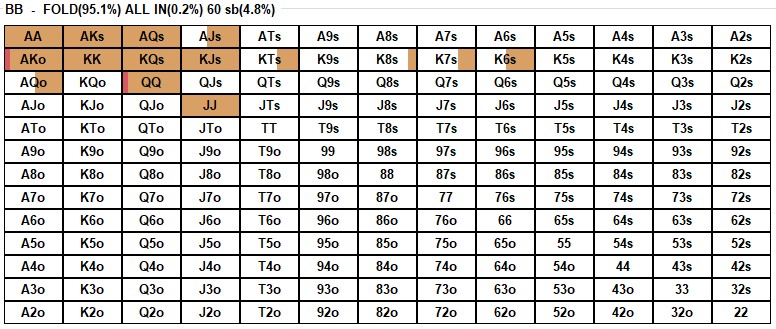 BB - FOLD(95.1%) ALL IN(0.2%) 60 sb(4.8%)
AA AKs AQs AJs ATs A9s A8s A7s A6s A5s A4s A3s A2s
AKo KK KQs KJs KTs K9s K8s K7s K6s K5s K4s K3s K2s
AQo KQo QQ QJs QTs Q9s Q8s Q7s Q6s Q5s Q4s Q3s Q2s
AJo KJo QJo JJ JTs J9s J8s J7s J6s J5s J4s J3s J2s
ATo KTo QTo JTo TT T9s T8s T7s T6s T5s T4s T3s T2s
A9o K9o Q9o J9o T9o 99 98s 97s 96s 95s 94s 93s 92s
A8o K8o Q8o J8o T8o 98o 88 87s 86s 85s 84s 83s 82s
A7o K7o Q7o J7o T7o 97o 87o 77 76s 75s 74s 73s 72s
A6o K6o Q6o J6o T6o 96o 86o 76o 66 65s 64s 63s 62s
A5o K5o Q5o J5o T5o 95o 85o 75o 65o 55 54s 53s 52s
A4o K4o Q4o J4o T4o 94o 84o 74o 64o 54o 44 43s 42s
A3o K3o Q3o J3o T3o 93o 83o 73o 63o 53o 43o 33 32s
A2o K2o Q2o J2o T2o 92o 82o 72o 62o 52o 42o 32o 22